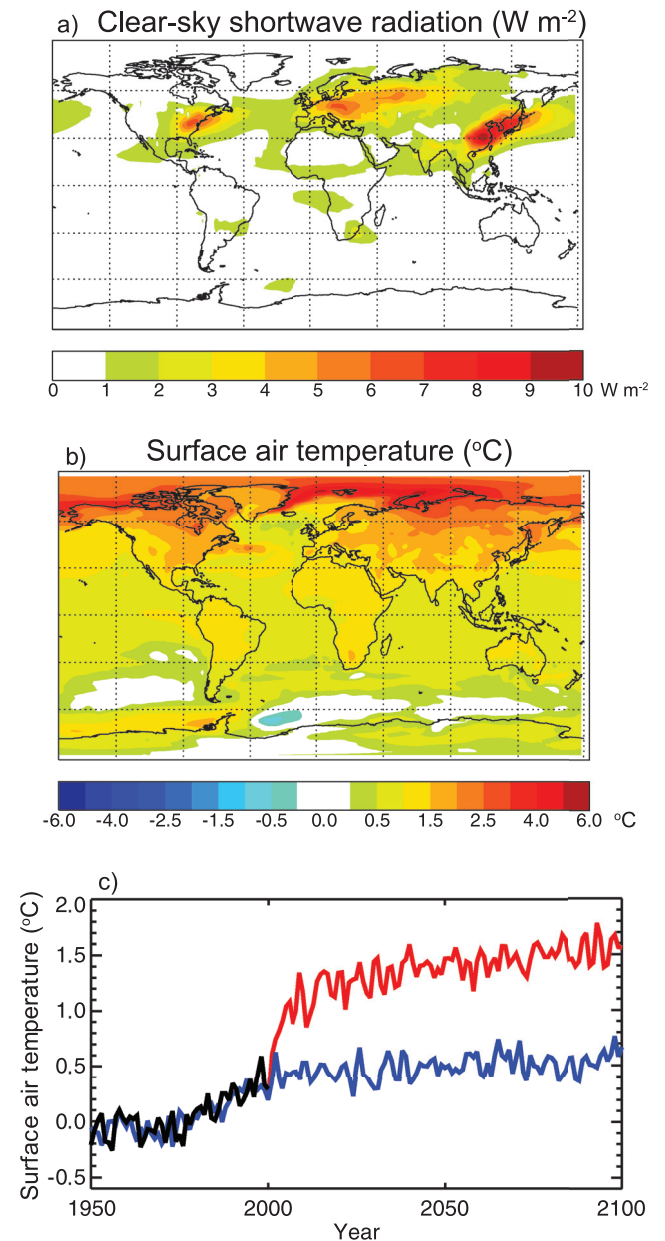 a) Clear-sky shortwave radiation (W m-2)
0 1 2 3 4 5 6 7 8 9 10 W m-2
b) Surface air temperature (oC)
-6.0 -4.0 -2.5 -1.5 -0.5 0.0 0.5 1.5 2.5 4.0 6.0 oC
c)
Surface air temperature (oC)
2.0
1.5
1.0
0.5
0.0
-0.5
1950 2000 2050 2100
Year